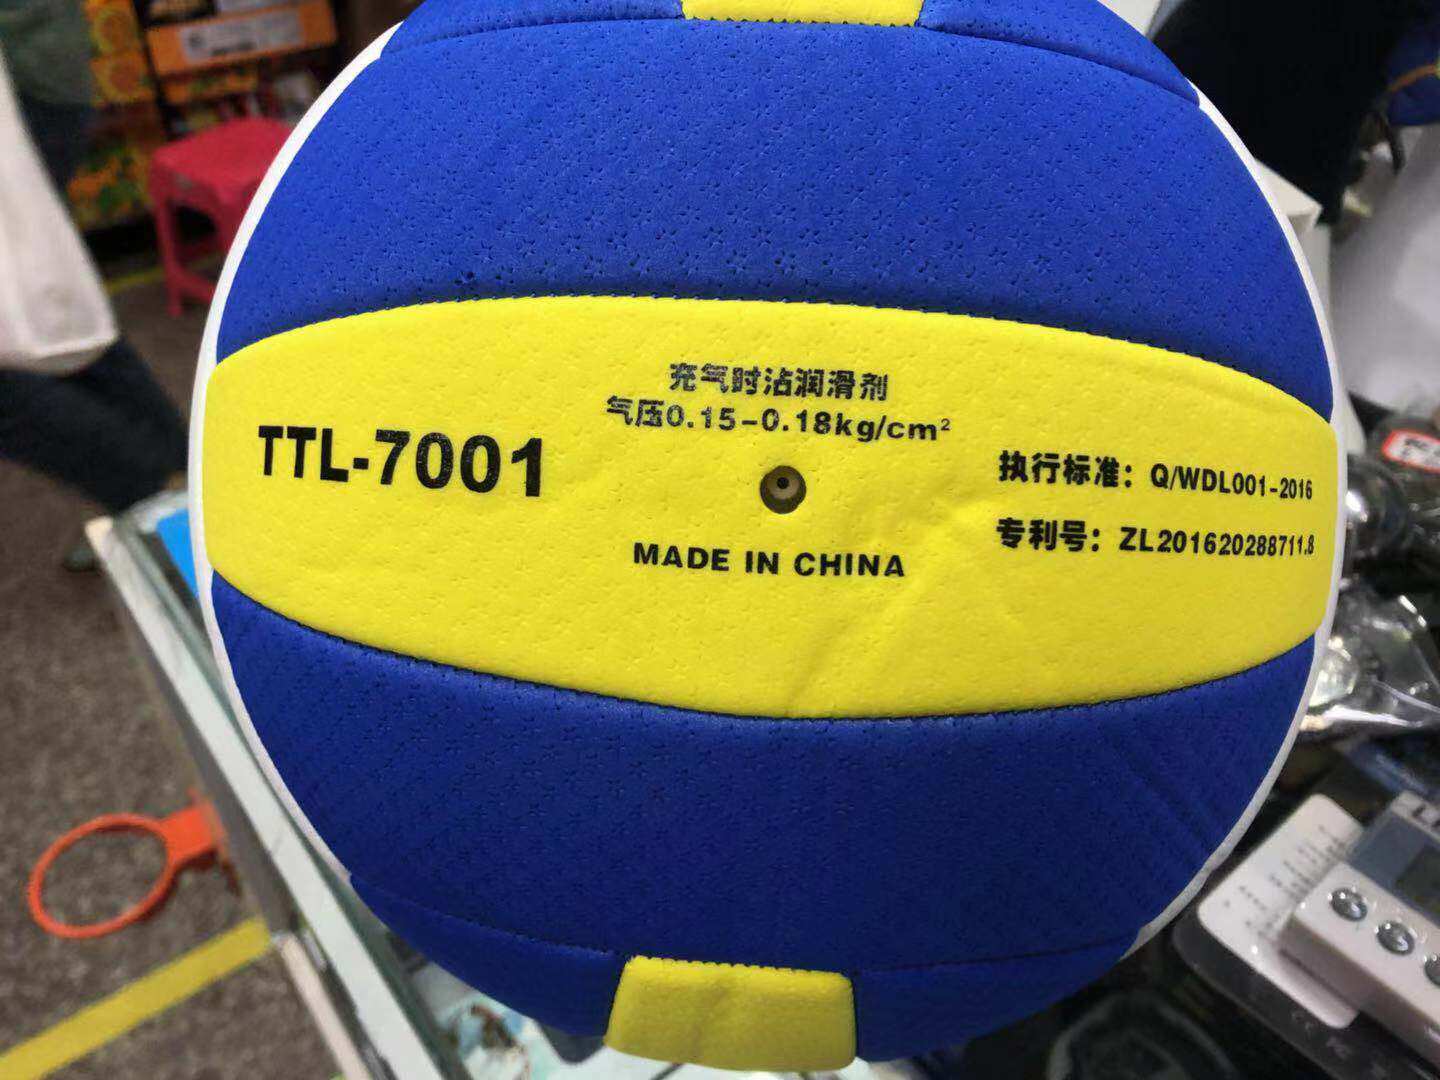 充气时沾润滑剂
气压0.15-0.18kg/cm²
TTL-7001
执行标准：Q/WDL001-2016
专利号：ZL201620288711.8
MADE IN CHINA